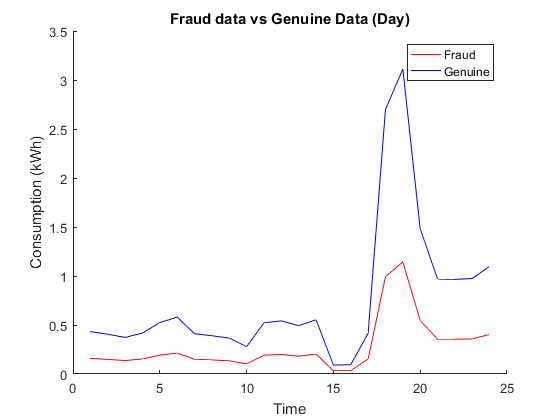 Fraud data vs Genuine Data (Day)
Fraud
Genuine
Consumption (kWh)
3.5
3
2.5
2
1.5
1
0.5
0
0 5 10 15 20 25
Time